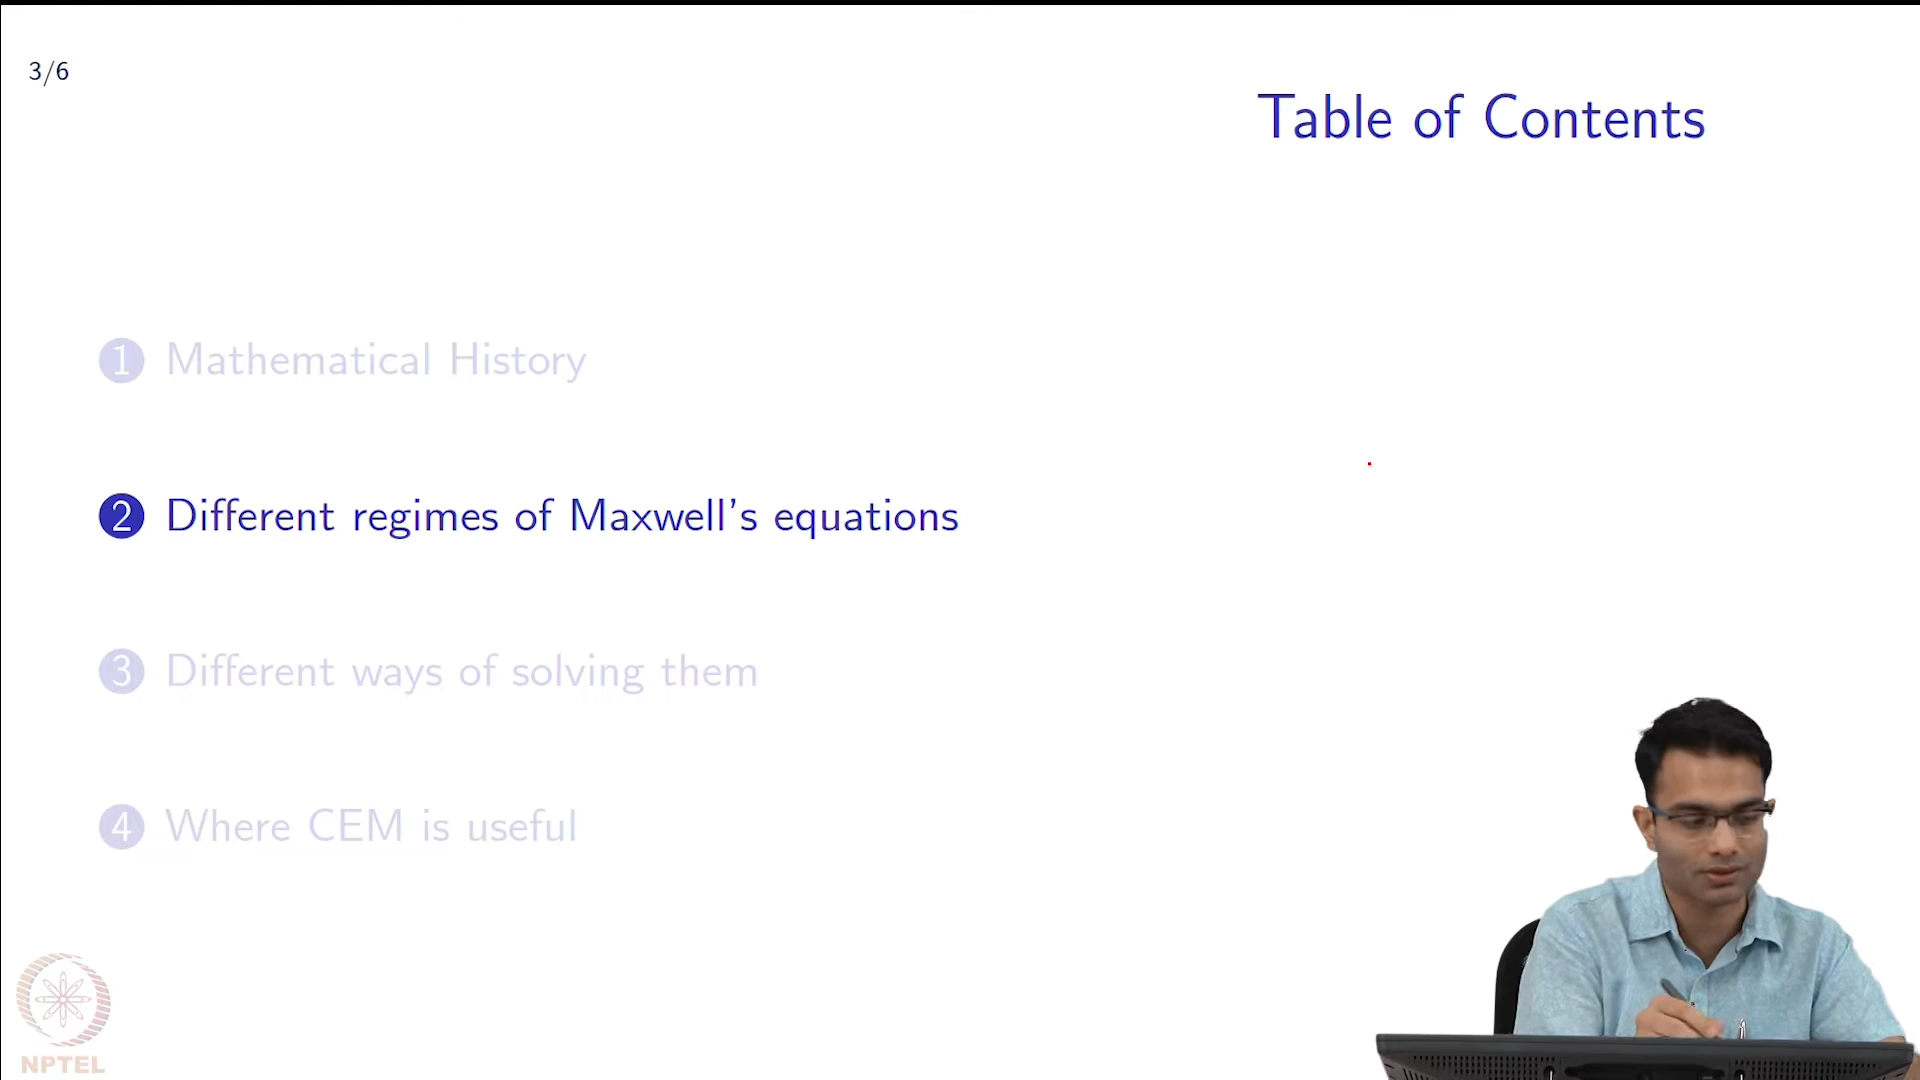 3/6
Table of Contents
1 Mathematical History
2 Different regimes of Maxwell's equations
3 Different ways of solving them
4 Where CEM is useful
NPTEL